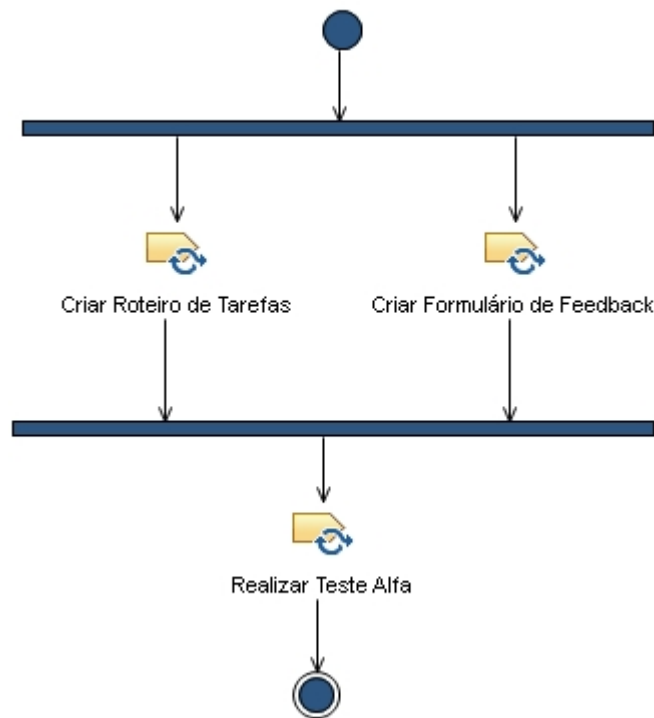 Criar Roteiro de Tarefas
Criar Formulário de Feedback
Realizar Teste Alfa